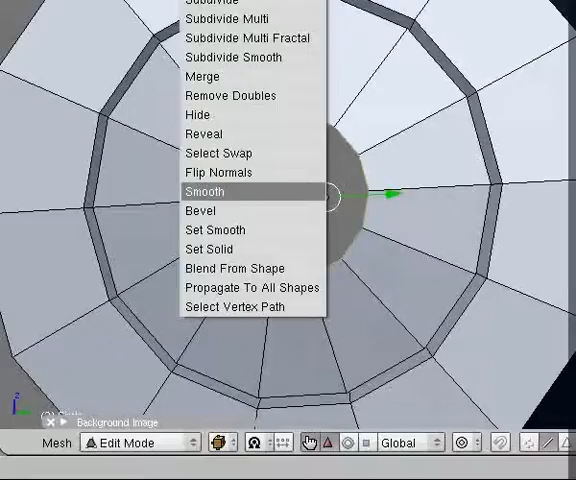 Subdivide
Subdivide Multi
Subdivide Multi Fractal
Subdivide Smooth
Merge
Remove Doubles
Hide
Reveal
Select Swap
Flip Normals
Smooth
Bevel
Set Smooth
Set Solid
Blend From Shape
Propagate To All Shapes
Select Vertex Path
z
Background Image
Mesh
Edit Mode
Global